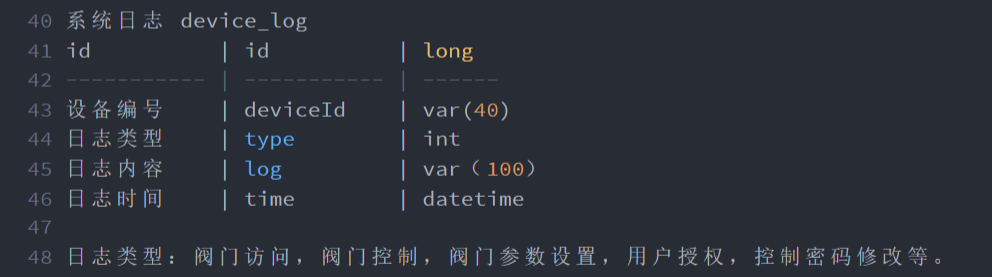 40 系统日志 device_log
41 id | id | long
42 ----------- | ----------- | ------
43 设备编号 | deviceId | var(40)
44 日志类型 | type | int
45 日志内容 | log | var（100）
46 日志时间 | time | datetime
47
48 日志类型：阀门访问，阀门控制，阀门参数设置，用户授权，控制密码修改等。